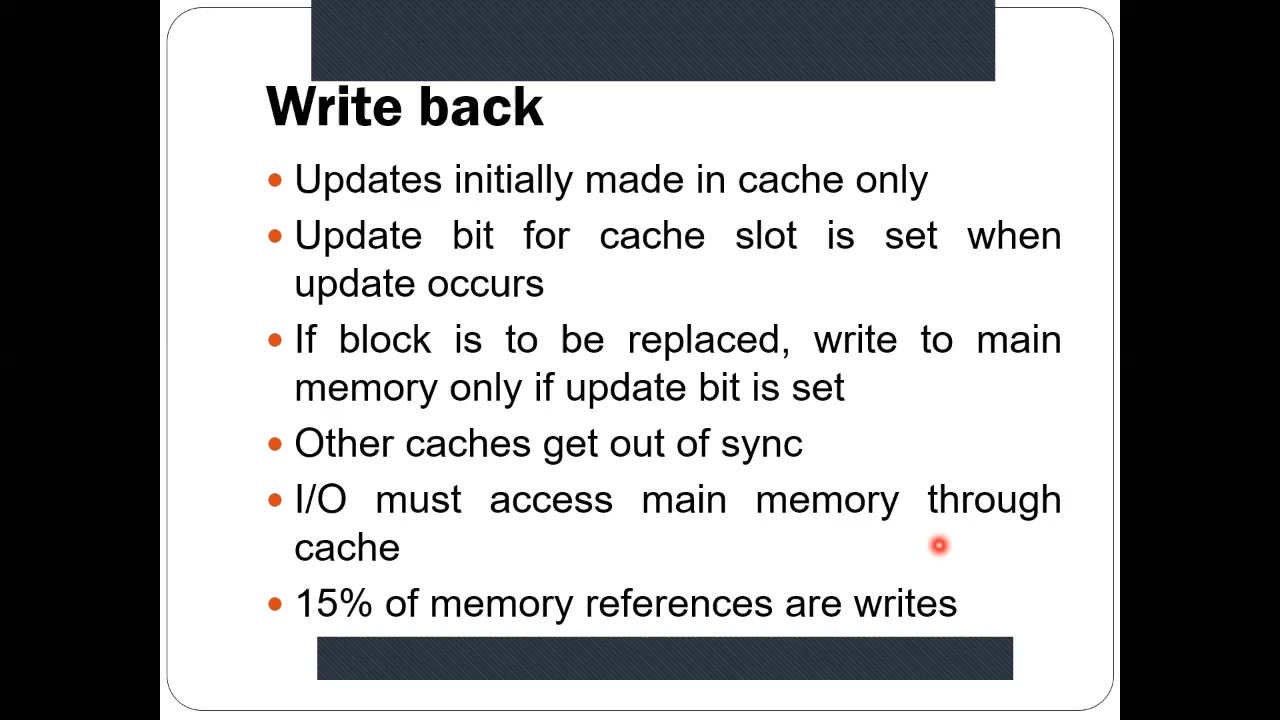 Write back
• Updates initially made in cache only
• Update bit for cache slot is set when
update occurs
• If block is to be replaced, write to main
memory only if update bit is set
• Other caches get out of sync
• I/O must access main memory through
cache
• 15% of memory references are writes